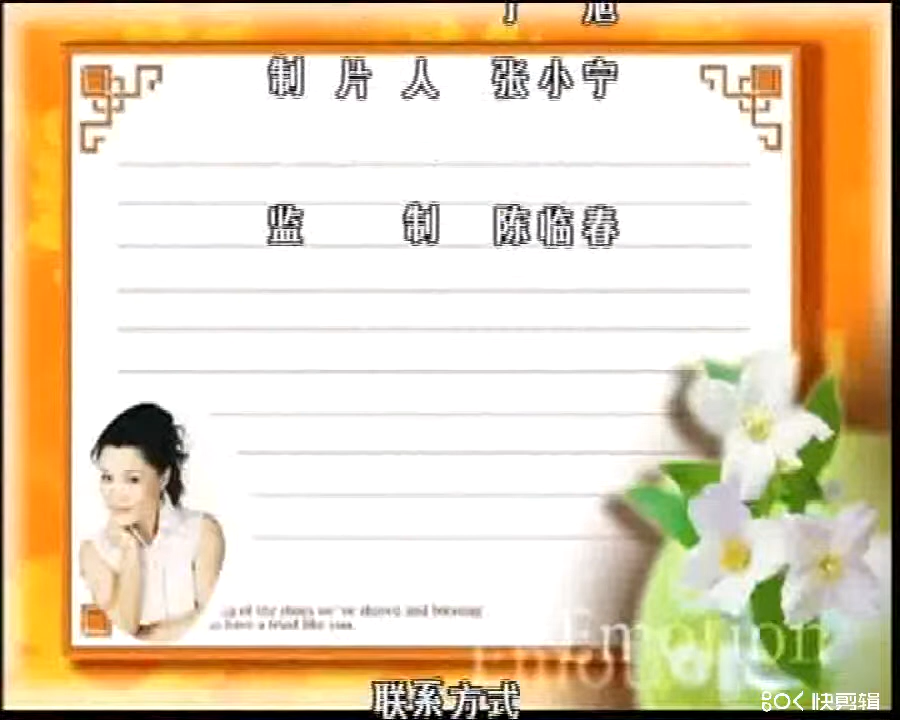 制 片 人 张小宁
监 制 陈临春
have a friend like you.
Emotion
联系方式
快剪辑